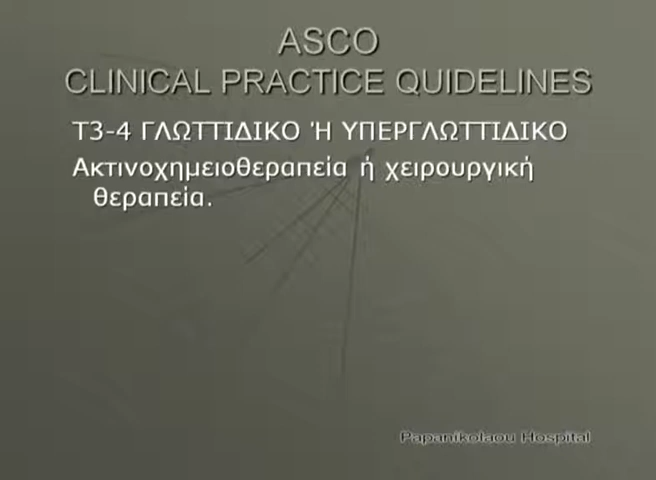 ASCO
CLINICAL PRACTICE QUIDELINES
Τ3-4 ΓΛΩΤΤΙΔΙΚΟ Ή ΥΠΕΡΓΛΩΤΤΙΔΙΚΟ
Ακτινοχημειοθεραπεία ή χειρουργική
θεραπεία.
Papanikolaou Hospital